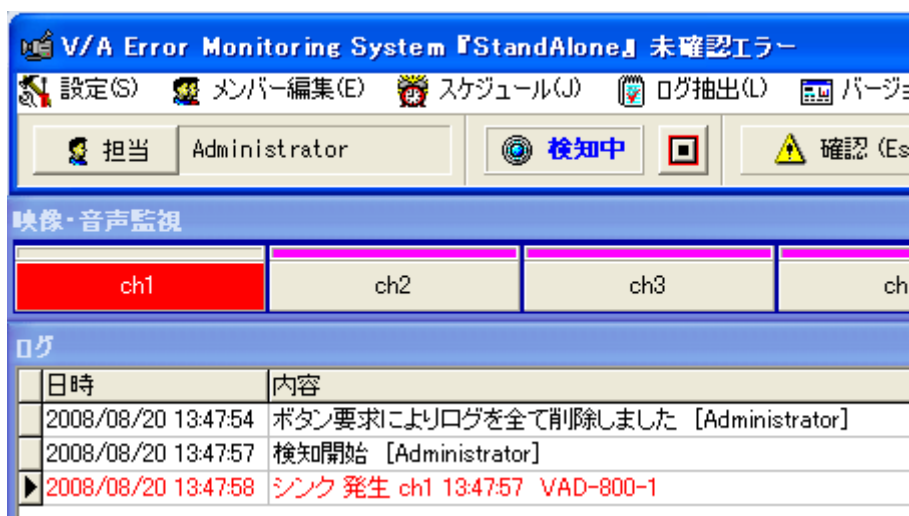 V/A Error Monitoring System『StandAlone』未確認エラー
設定(S) メンバー編集(E) スケジュール(J) ログ抽出(L) バージョ
担当 Administrator 検知中 確認 (Es
映像・音声監視
ch1 ch2 ch3 ch
ログ
日時 内容
2008/08/20 13:47:54 ボタン要求によりログを全て削除しました [Administrator]
2008/08/20 13:47:57 検知開始 [Administrator]
2008/08/20 13:47:58 シンク 発生 ch1 13:47:57 VAD-800-1